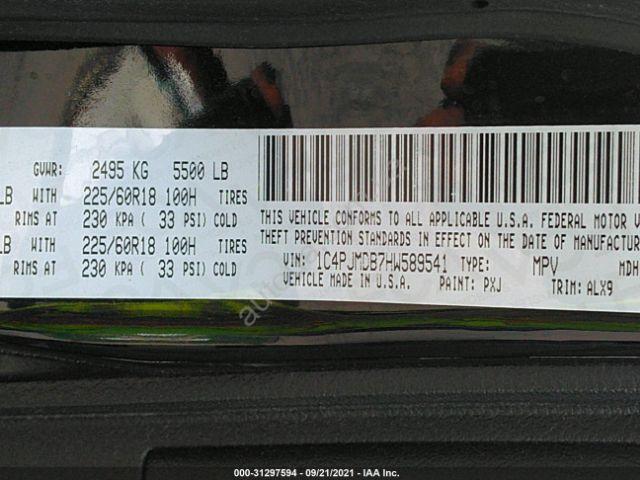 GVWR: 2495 KG 5500 LB
LB WITH 225/60R18 100H TIRES
RIMS AT 230 KPA ( 33 PSI) COLD
LB WITH 225/60R18 100H TIRES
RIMS AT 230 KPA ( 33 PSI) COLD
THIS VEHICLE CONFORMS TO ALL APPLICABLE U.S.A. FEDERAL MOTOR V
THEFT PREVENTION STANDARDS IN EFFECT ON THE DATE OF MANUFACTUR
VIN: 1C4PJMDB7HW589541 TYPE: MPV MDH
VEHICLE MADE IN U.S.A. PAINT: PXJ TRIM: ALX9
000-31297594 - 09/21/2021 - IAA Inc.